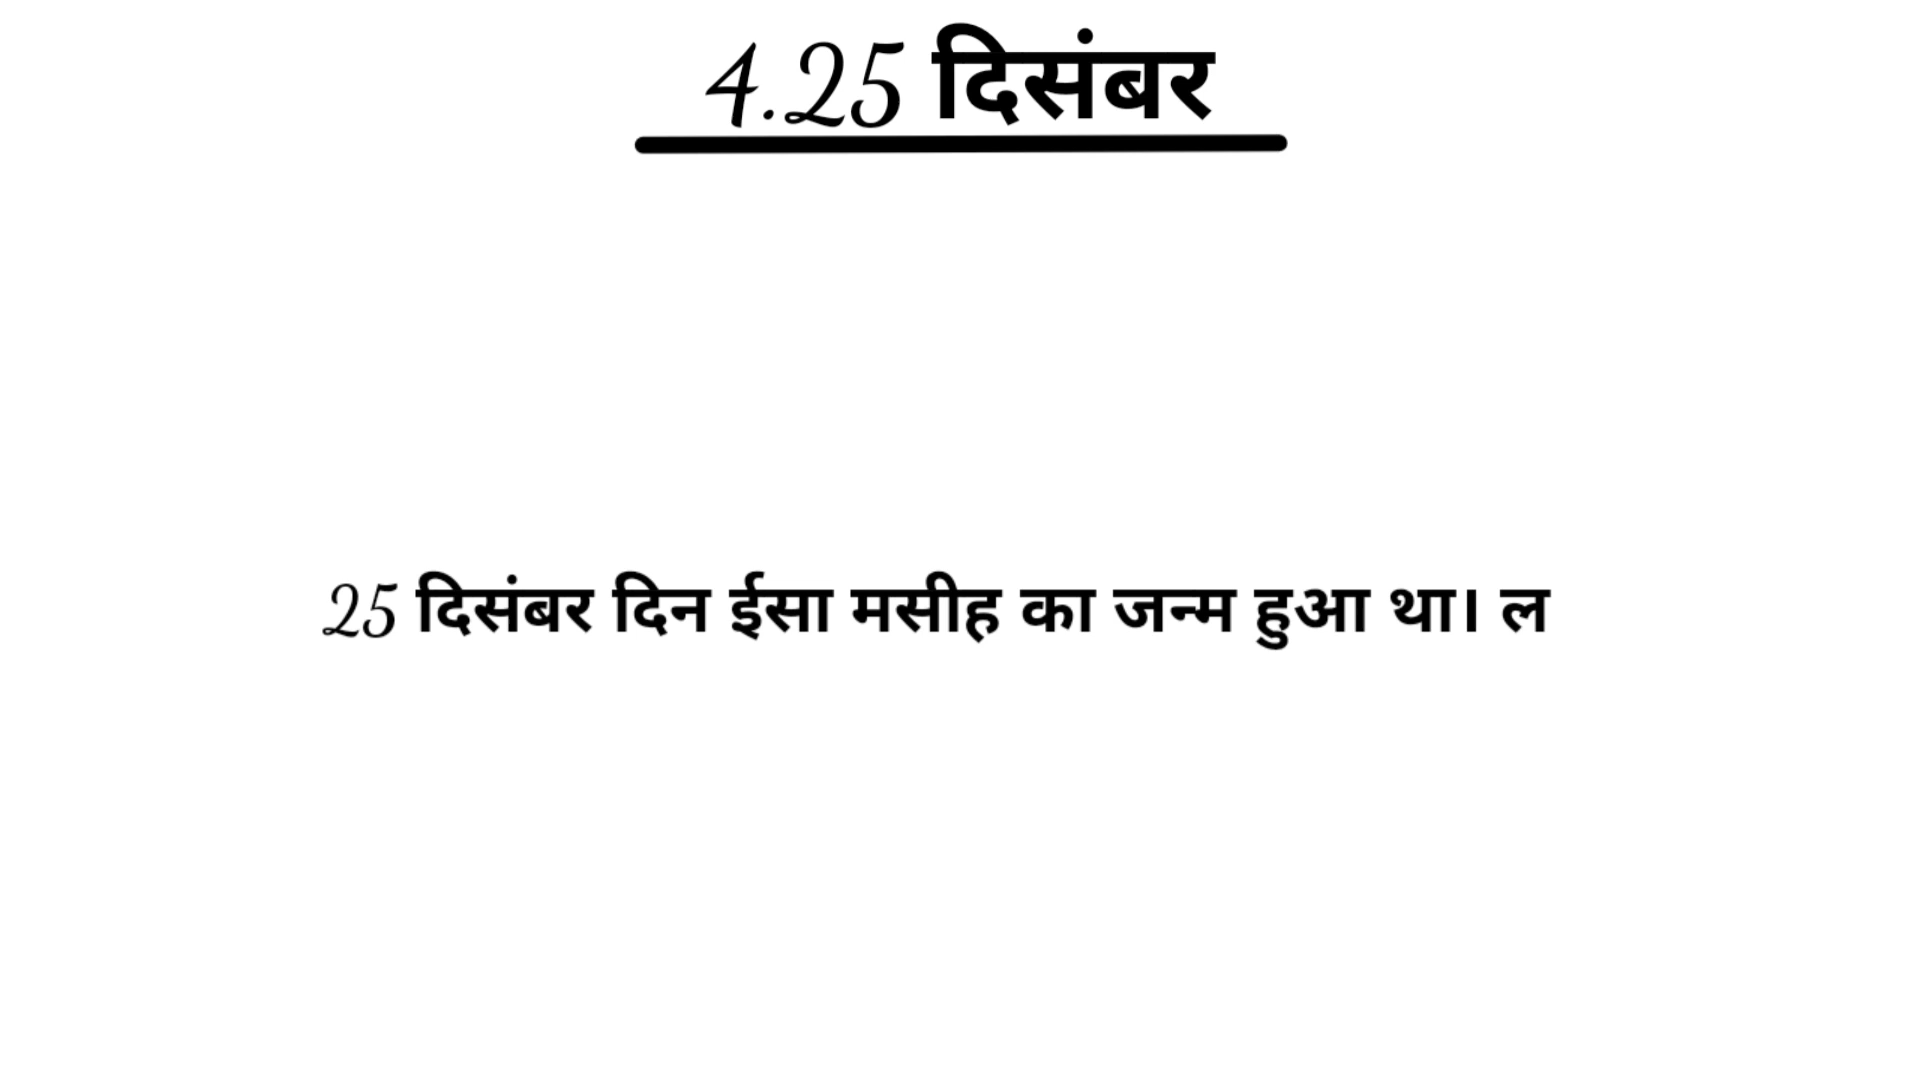 4.25 दिसंबर
25 दिसंबर दिन ईसा मसीह का जन्म हुआ था। ल